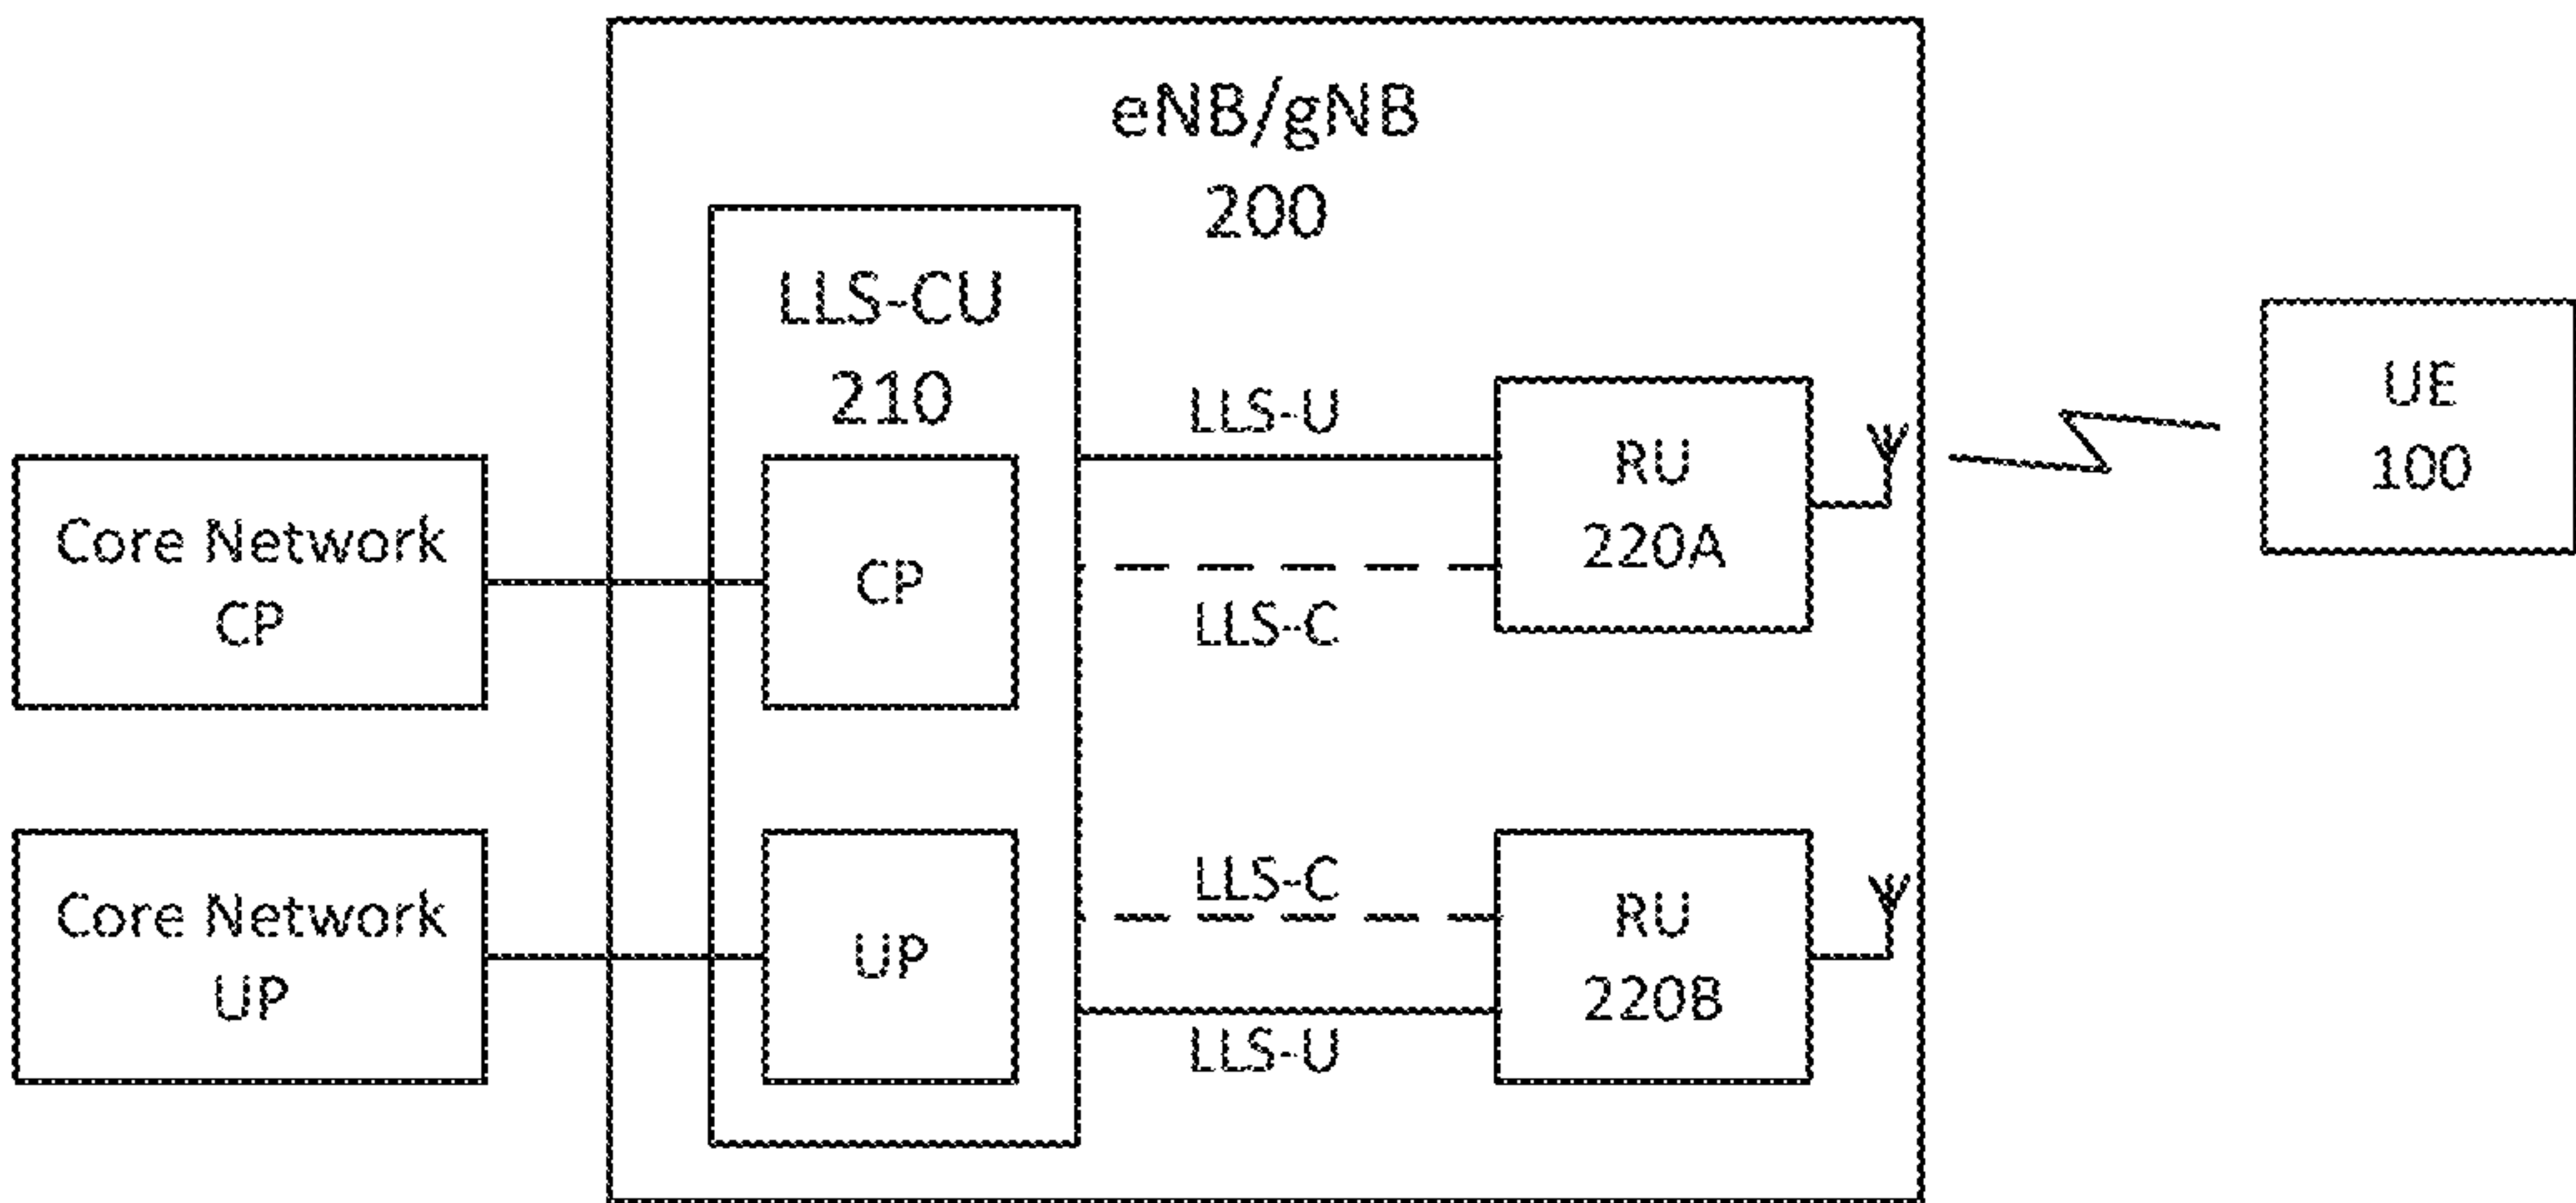 eNB/gNB
200
LLS-CU
210
LLS-U
RU
220A
LLS-C
UE
100
Core Network
CP
CP
Core Network
UP
UP
LLS-C
RU
220B
LLS-U